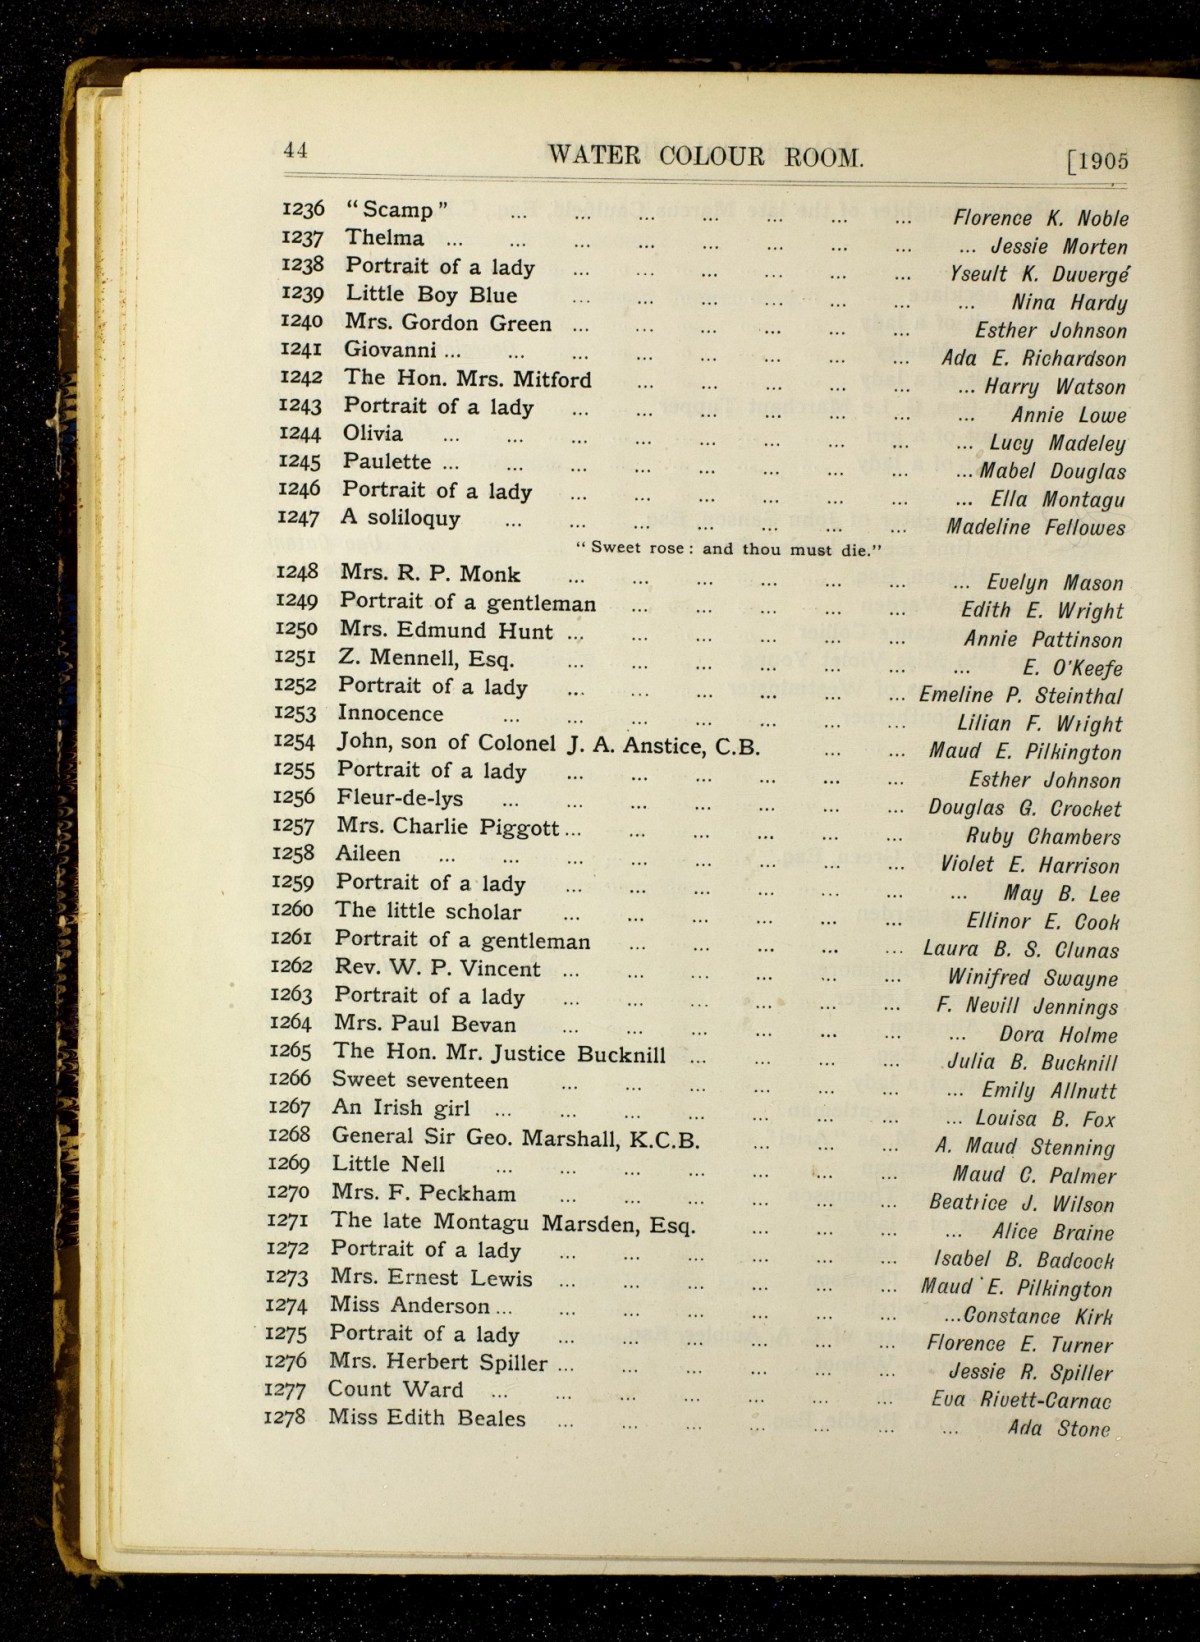 44 WATER COLOUR ROOM. [1905
1236 "Scamp" ... ... ... ... ... ... ... Florence K. Noble
1237 Thelma ... ... ... ... ... ... ... ... ... Jessie Morten
1238 Portrait of a lady ... ... ... ... ... ... Yseult K. Duvergé
1239 Little Boy Blue ... ... ... ... ... ... ... Nina Hardy
1240 Mrs. Gordon Green ... ... ... ... ... ... Esther Johnson
1241 Giovanni ... ... ... ... ... ... ... ... Ada E. Richardson
1242 The Hon. Mrs. Mitford ... ... ... ... ... ... Harry Watson
1243 Portrait of a lady ... ... ... ... ... ... ... Annie Lowe
1244 Olivia ... ... ... ... ... ... ... ... ... Lucy Madeley
1245 Paulette ... ... ... ... ... ... ... ... ... Mabel Douglas
1246 Portrait of a lady ... ... ... ... ... ... ... Ella Montagu
1247 A soliloquy ... ... ... ... ... ... ... Madeline Fellowes
"Sweet rose: and thou must die."
1248 Mrs. R. P. Monk ... ... ... ... ... ... ... Evelyn Mason
1249 Portrait of a gentleman ... ... ... ... ... Edith E. Wright
1250 Mrs. Edmund Hunt ... ... ... ... ... ... Annie Pattinson
1251 Z. Mennell, Esq. ... ... ... ... ... ... ... E. O'Keefe
1252 Portrait of a lady ... ... ... ... ... ... Emeline P. Steinthal
1253 Innocence ... ... ... ... ... ... ... Lilian F. Wright
1254 John, son of Colonel J. A. Anstice, C.B. ... ... Maud E. Pilkington
1255 Portrait of a lady ... ... ... ... ... ... Esther Johnson
1256 Fleur-de-lys ... ... ... ... ... ... ... Douglas G. Crocket
1257 Mrs. Charlie Piggott ... ... ... ... ... ... Ruby Chambers
1258 Aileen ... ... ... ... ... ... ... ... Violet E. Harrison
1259 Portrait of a lady ... ... ... ... ... ... ... May B. Lee
1260 The little scholar ... ... ... ... ... ... Ellinor E. Cook
1261 Portrait of a gentleman ... ... ... ... ... Laura B. S. Clunas
1262 Rev. W. P. Vincent ... ... ... ... ... ... Winifred Swayne
1263 Portrait of a lady ... ... ... ... ... ... F. Nevill Jennings
1264 Mrs. Paul Bevan ... ... ... ... ... ... ... Dora Holme
1265 The Hon. Mr. Justice Bucknill ... ... ... ... Julia B. Bucknill
1266 Sweet seventeen ... ... ... ... ... ... ... Emily Allnutt
1267 An Irish girl ... ... ... ... ... ... ... ... Louisa B. Fox
1268 General Sir Geo. Marshall, K.C.B. ... ... ... A. Maud Stenning
1269 Little Nell ... ... ... ... ... ... ... Maud C. Palmer
1270 Mrs. F. Peckham ... ... ... ... ... ... Beatrice J. Wilson
1271 The late Montagu Marsden, Esq. ... ... ... ... Alice Braine
1272 Portrait of a lady ... ... ... ... ... ... Isabel B. Badcock
1273 Mrs. Ernest Lewis ... ... ... ... ... ... Maud E. Pilkington
1274 Miss Anderson ... ... ... ... ... ... ... ... Constance Kirk
1275 Portrait of a lady ... ... ... ... ... ... Florence E. Turner
1276 Mrs. Herbert Spiller ... ... ... ... ... ... Jessie R. Spiller
1277 Count Ward ... ... ... ... ... ... ... Eva Rivett-Carnac
1278 Miss Edith Beales ... ... ... ... ... ... ... Ada Stone